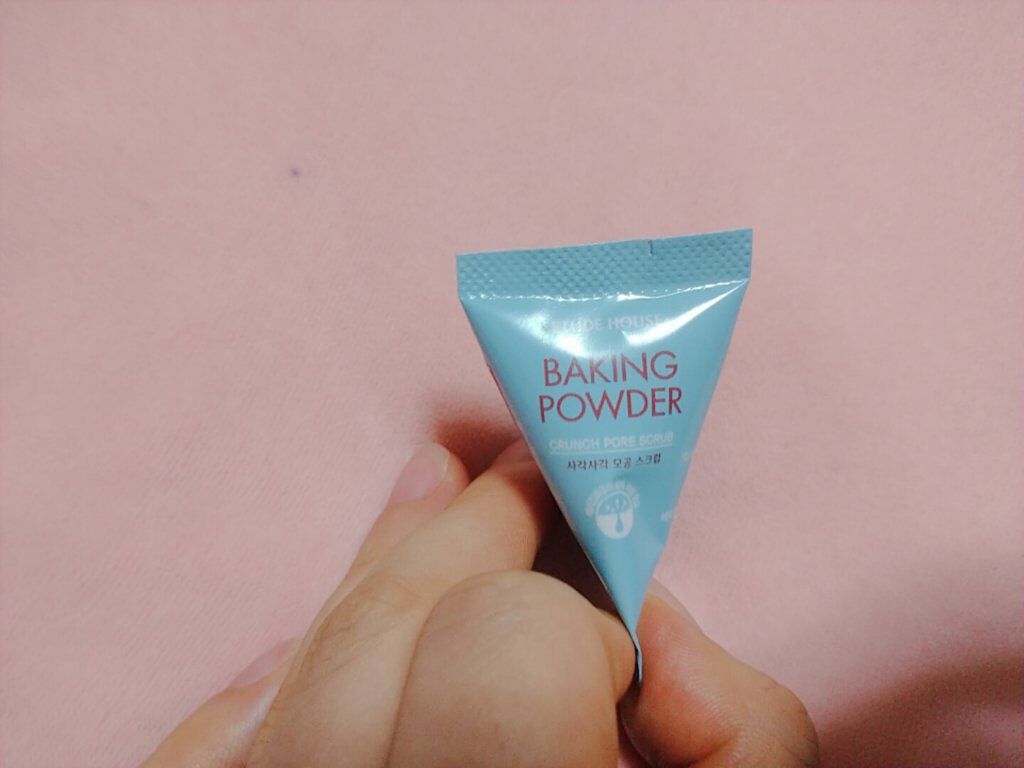 ETUDE HOUSE
BAKING
POWDER
CRUNCH PORE SCRUB
사각사각 모공 스크럽